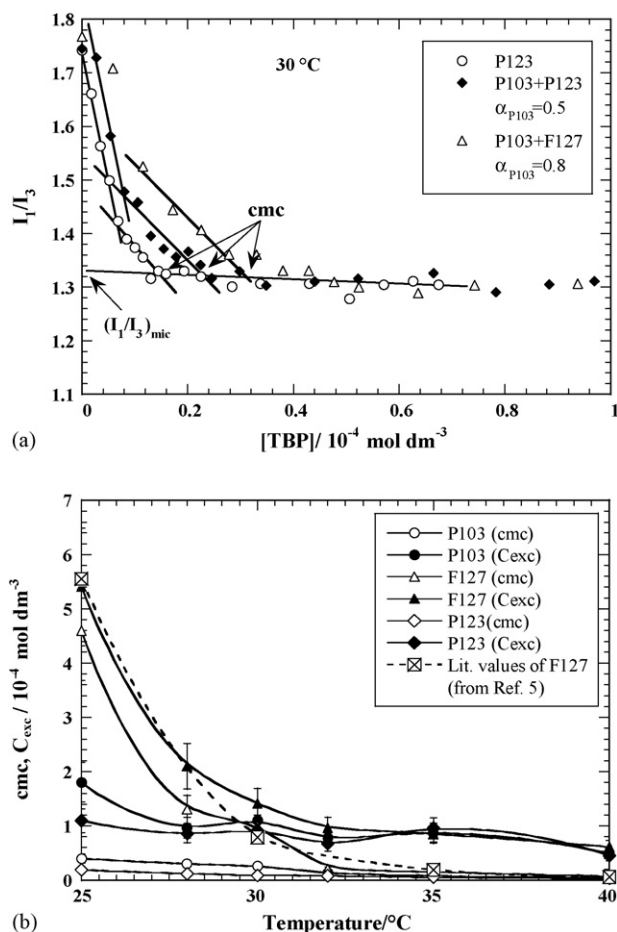 1.8
1.7
1.6
1.5
1.4
1.3
1.2
1.1
I₁/I₃
30 °C
P123
P103+P123
α_P103=0.5
P103+F127
α_P103=0.8
cmc
(I₁/I₃)mic
0 0.2 0.4 0.6 0.8 1
(a)
[TBP]/ 10⁻⁴ mol dm⁻³
7
6
5
4
3
2
1
0
cmc, Cexc / 10⁻⁴ mol dm⁻³
P103 (cmc)
P103 (Cexc)
F127 (cmc)
F127 (Cexc)
P123(cmc)
P123 (Cexc)
Lit. values of F127
(from Ref. 5)
25 30 35 40
(b)
Temperature/°C